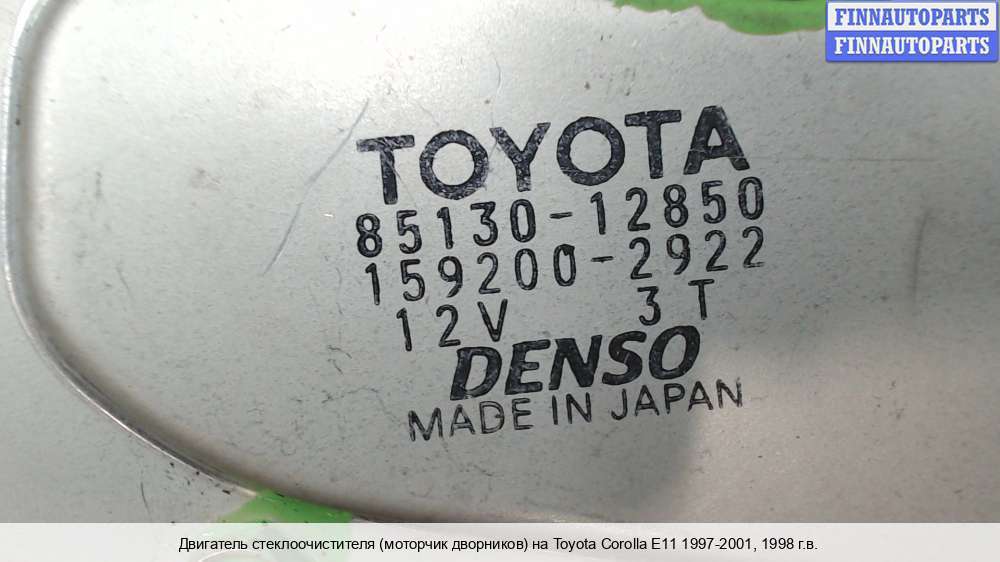 FINNAUTOPARTS
FINNAUTOPARTS
TOYOTA
85130-12850
159200-2922
12V 3T
DENSO
MADE IN JAPAN
Двигатель стеклоочистителя (моторчик дворников) на Toyota Corolla E11 1997-2001, 1998 г.в.